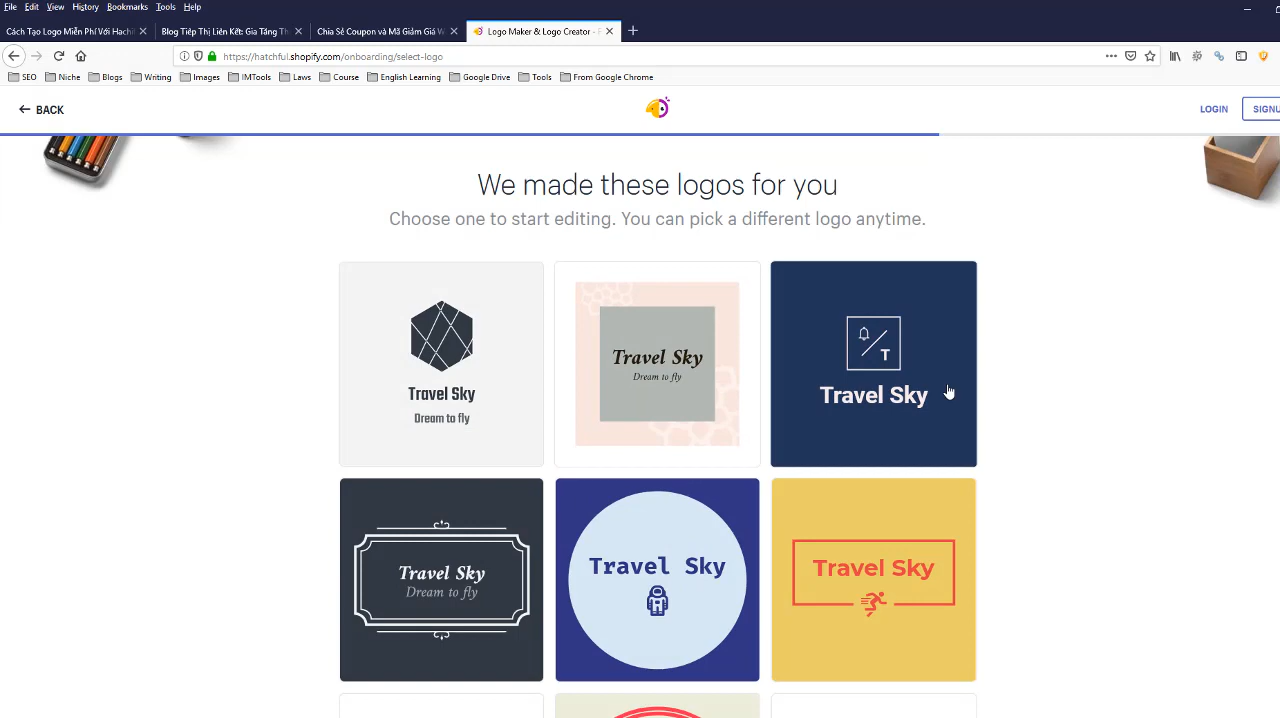 File Edit View History Bookmarks Tools Help
Cách Tạo Logo Miễn Phí Với Hachif
Blog Tiếp Thị Liên Kết: Gia Tăng Th
Chia Sẻ Coupon và Mã Giảm Giá W
Logo Maker & Logo Creator - F
https://hatchful.shopify.com/onboarding/select-logo
SEO Niche Blogs Writing Images IMTools Laws Course English Learning Google Drive Tools From Google Chrome
BACK
LOGIN
SIGNU
We made these logos for you
Choose one to start editing. You can pick a different logo anytime.
Travel Sky
Dream to fly
Travel Sky
Dream to fly
T
Travel Sky
Travel Sky
Dream to fly
Travel Sky
Travel Sky